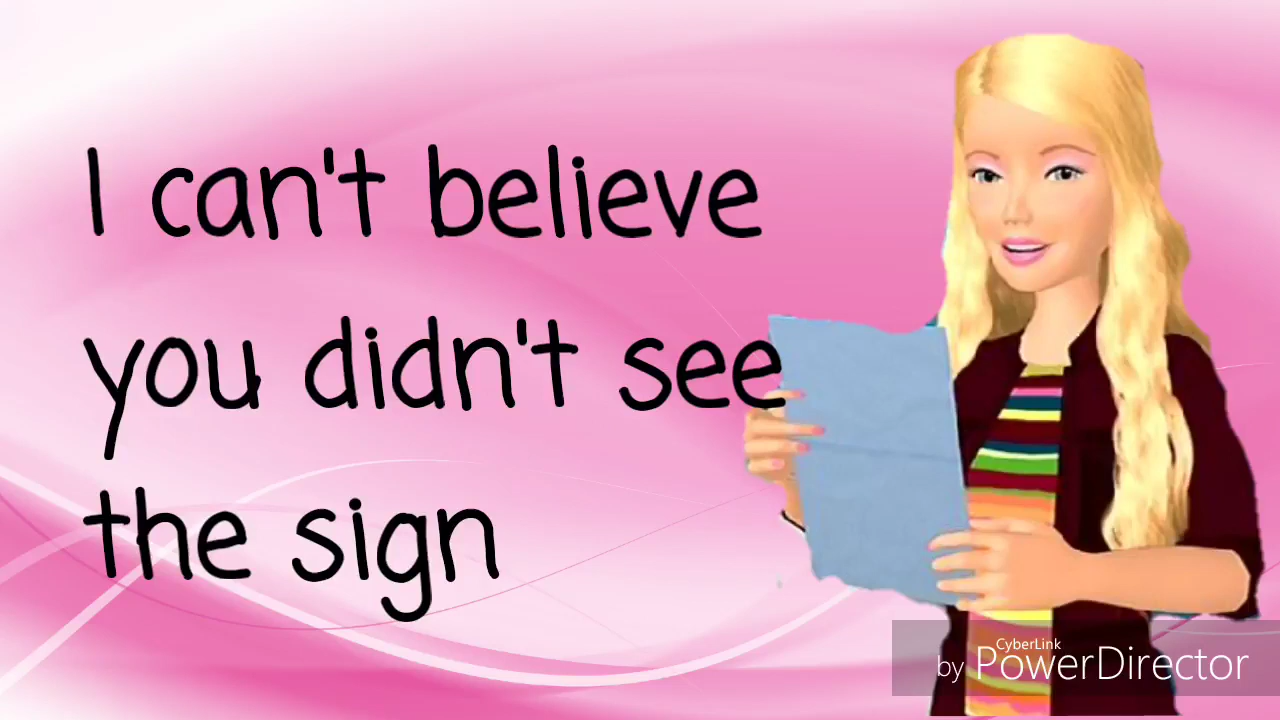 I can't believe
you didn't see
the sign
CyberLink
by PowerDirector